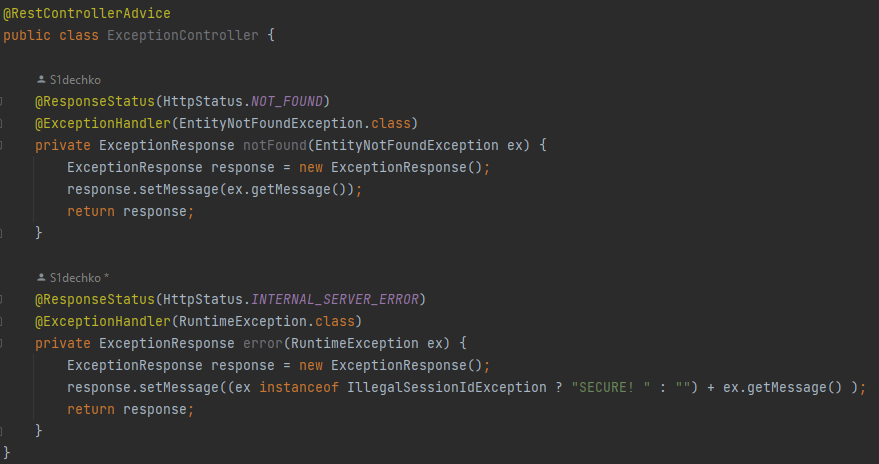 @RestControllerAdvice
public class ExceptionController {
S1dechko
@ResponseStatus(HttpStatus.NOT_FOUND)
@ExceptionHandler(EntityNotFoundException.class)
private ExceptionResponse notFound(EntityNotFoundException ex) {
ExceptionResponse response = new ExceptionResponse();
response.setMessage(ex.getMessage());
return response;
}
S1dechko *
@ResponseStatus(HttpStatus.INTERNAL_SERVER_ERROR)
@ExceptionHandler(RuntimeException.class)
private ExceptionResponse error(RuntimeException ex) {
ExceptionResponse response = new ExceptionResponse();
response.setMessage((ex instanceof IllegalSessionIdException ? "SECURE! " : "") + ex.getMessage() );
return response;
}
}